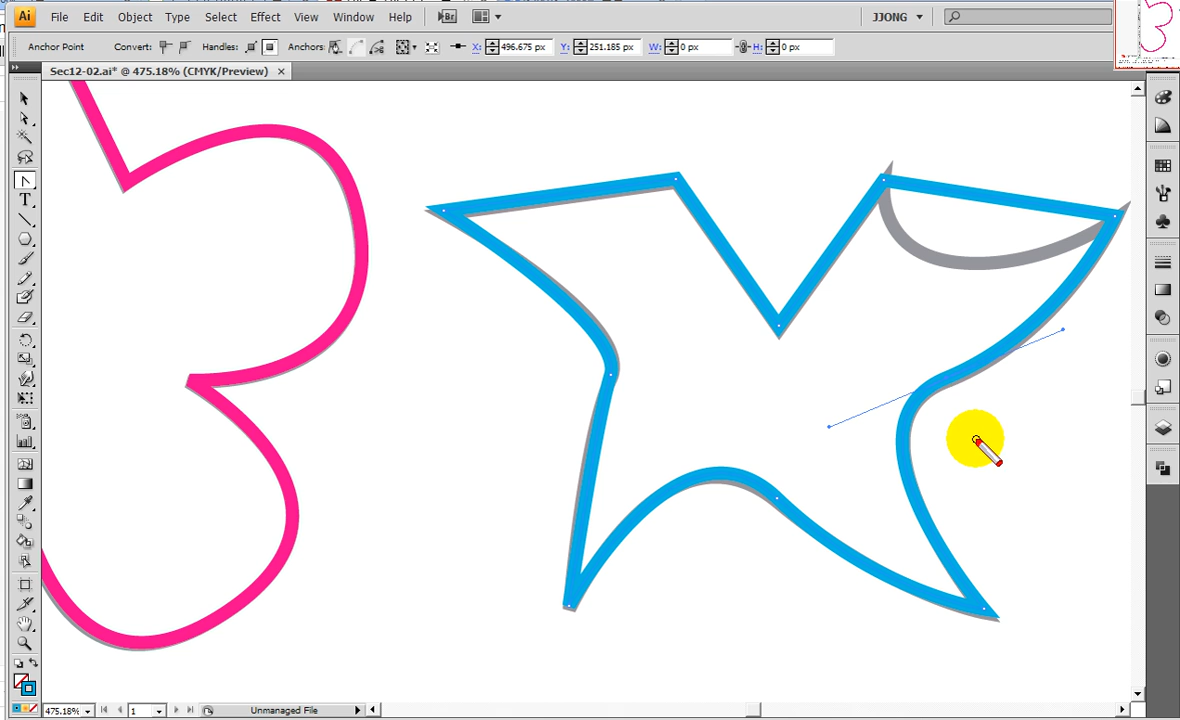 Ai File Edit Object Type Select Effect View Window Help Br JJONG
Anchor Point Convert: Handles: Anchors: X: 496.675 px Y: 251.185 px W: 0 px H: 0 px
Sec12-02.ai* @ 475.18% (CMYK/Preview)
T
475.18% 1 Unmanaged File